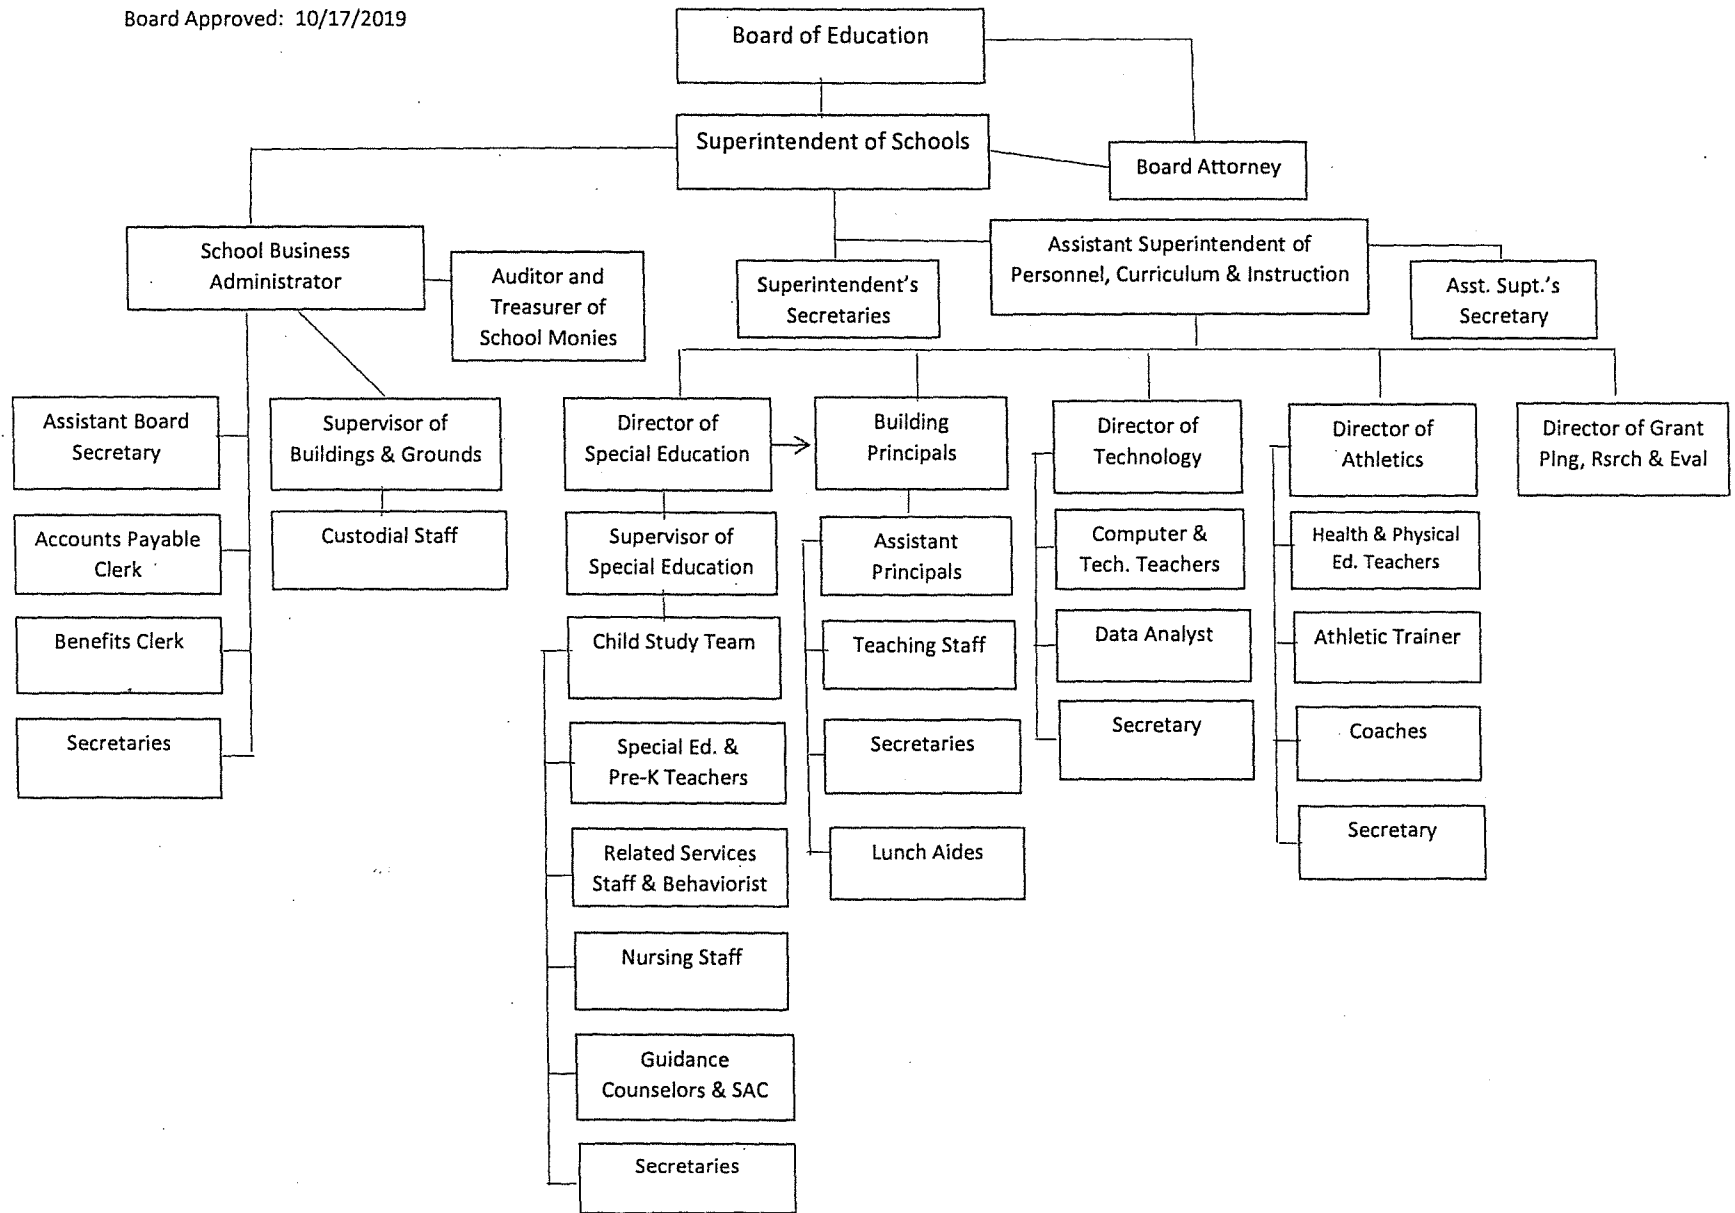 Board Approved: 10/17/2019
Board of Education
Superintendent of Schools
Board Attorney
School Business
Administrator
Auditor and
Treasurer of
School Monies
Superintendent's
Secretaries
Assistant Superintendent of
Personnel, Curriculum & Instruction
Asst. Supt.'s
Secretary
Assistant Board
Secretary
Accounts Payable
Clerk
Benefits Clerk
Secretaries
Supervisor of
Buildings & Grounds
Custodial Staff
Director of
Special Education
Supervisor of
Special Education
Child Study Team
Special Ed. &
Pre-K Teachers
Related Services
Staff & Behaviorist
Nursing Staff
Guidance
Counselors & SAC
Secretaries
Building
Principals
Assistant
Principals
Teaching Staff
Secretaries
Lunch Aides
Director of
Technology
Computer &
Tech. Teachers
Data Analyst
Secretary
Director of
Athletics
Health & Physical
Ed. Teachers
Athletic Trainer
Coaches
Secretary
Director of Grant
Plng, Rsrch & Eval